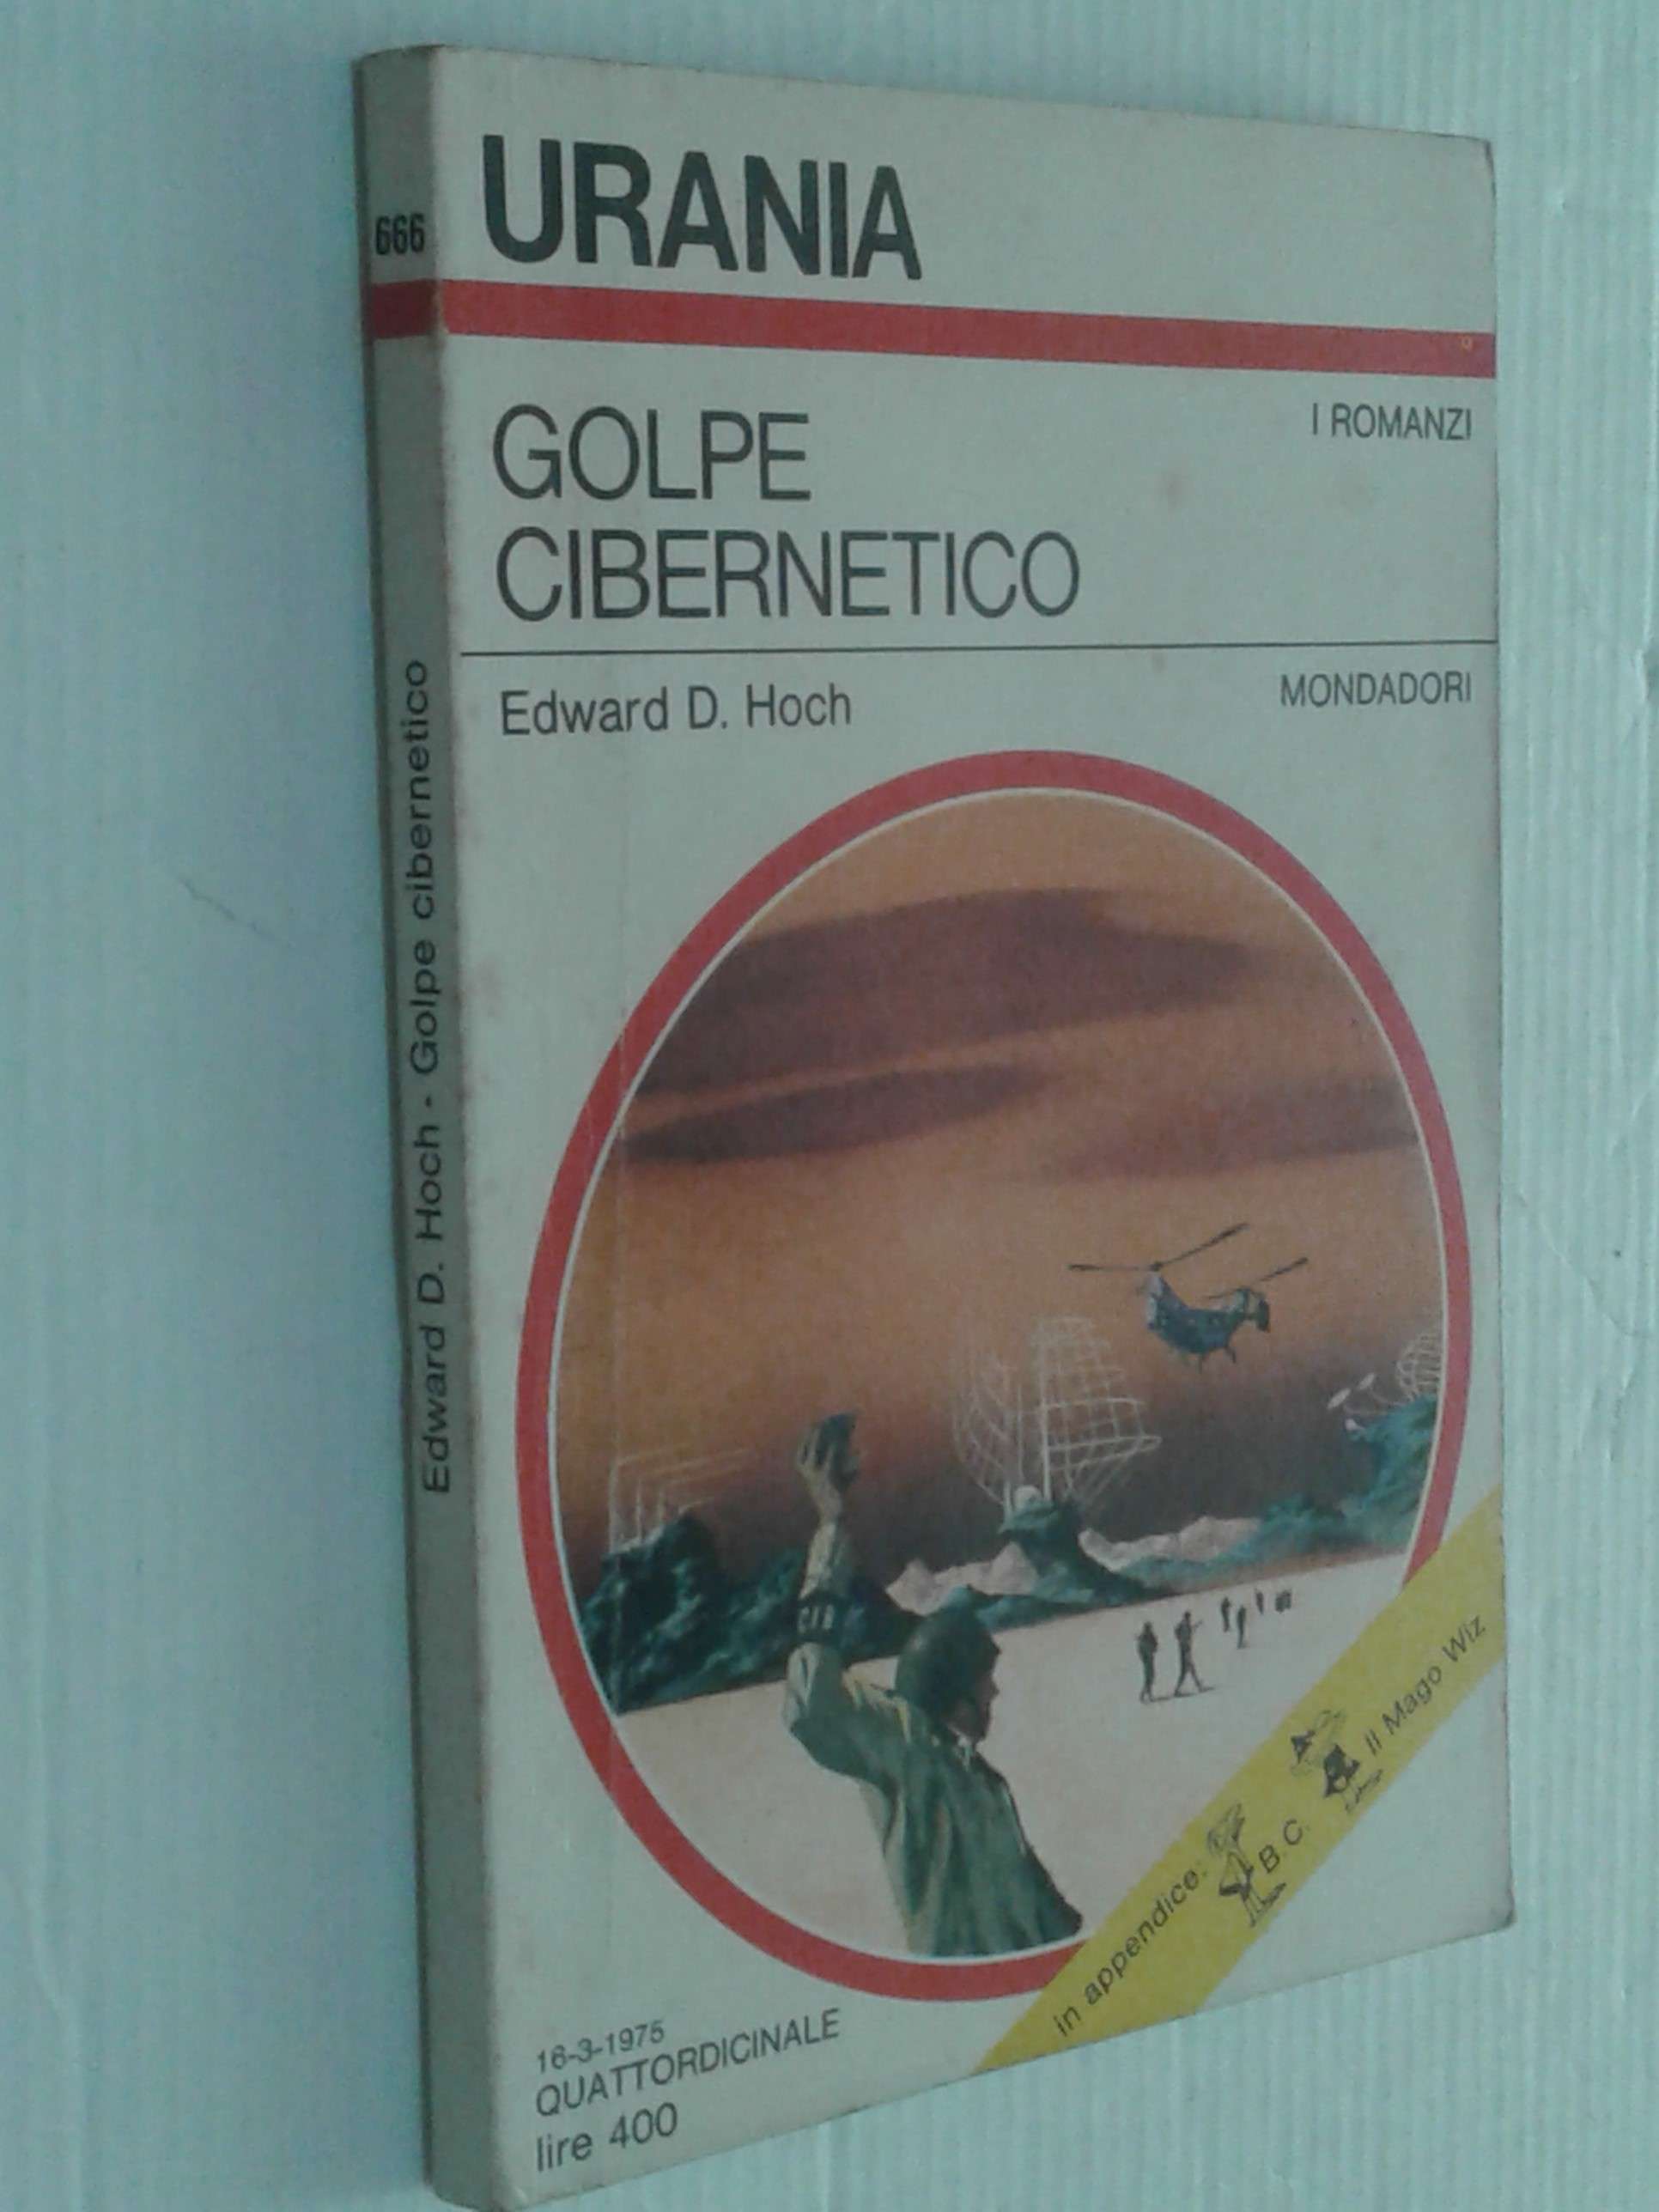 666
URANIA
GOLPE
CIBERNETICO
I ROMANZI
Edward D. Hoch
MONDADORI
Edward D. Hoch - Golpe cibernetico
in appendice: B.C. Il Mago Wiz
16-3-1975
QUATTORDICINALE
lire 400